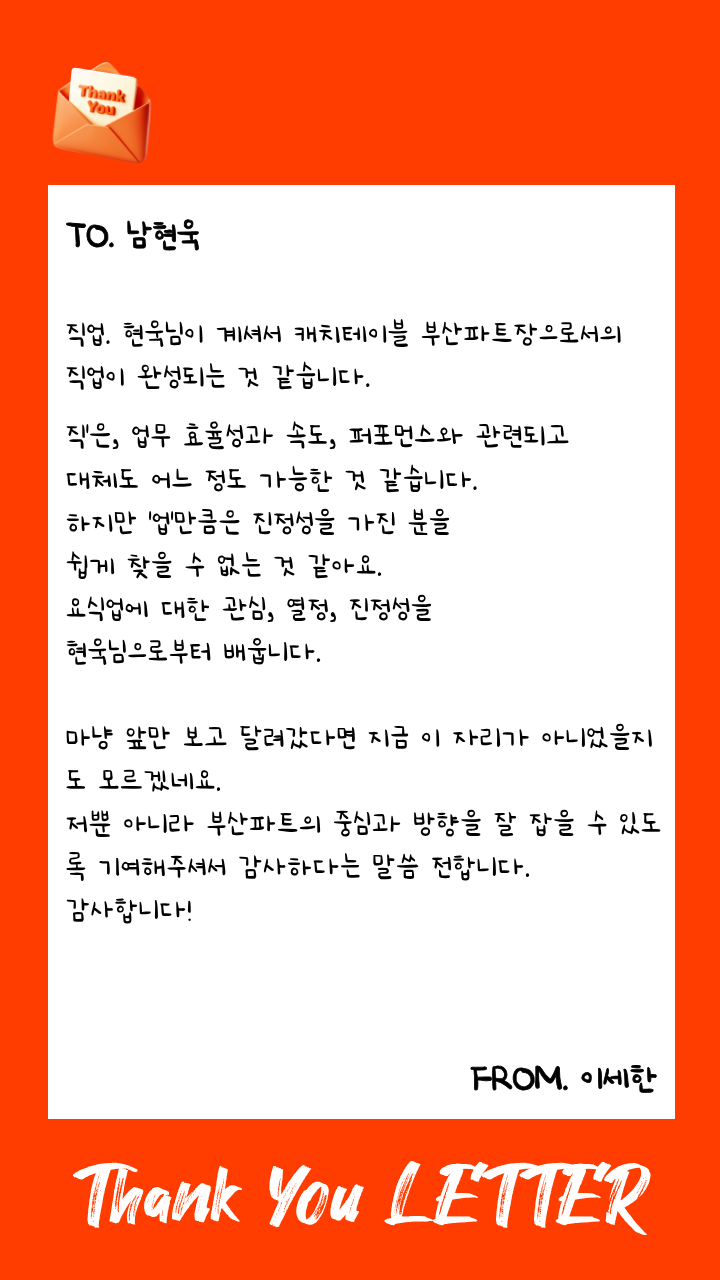 Thank
You
TO. 남현욱
직업. 현욱님이 계셔서 캐치테이블 부산파트장으로서의
직업이 완성되는 것 같습니다.
직'은, 업무 효율성과 속도, 퍼포먼스와 관련되고
대체도 어느 정도 가능한 것 같습니다.
하지만 '업'만큼은 진정성을 가진 분을
쉽게 찾을 수 없는 것 같아요.
요식업에 대한 관심, 열정, 진정성을
현욱님으로부터 배웁니다.
마냥 앞만 보고 달려갔다면 지금 이 자리가 아니었을지
도 모르겠네요.
저뿐 아니라 부산파트의 중심과 방향을 잘 잡을 수 있도
록 기여해주셔서 감사하다는 말씀 전합니다.
감사합니다!
FROM. 이세한
Thank You LETTER